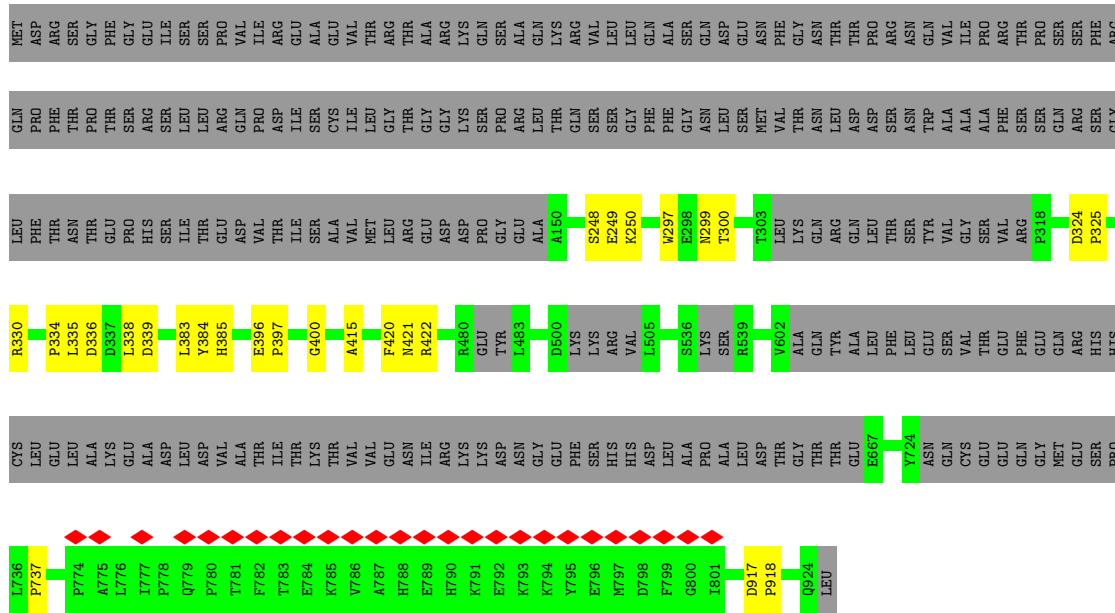 MET ASP ARG SER GLY PHE GLY GLU ILE SER SER PRO VAL ILE ARG GLU ALA GLU VAL THR ARG THR ALA ARG LYS GLN SER ALA GLN LYS ARG VAL LEU LEU GLN ALA SER GLN ASP GLU ASN PHE GLY ASN THR THR PRO ARG ASN GLN VAL ILE PRO ARG THR PRO SER SER PHE ARG
GLN PRO PHE THR PRO THR SER ARG SER LEU LEU ARG GLN PRO ASP ILE SER CYS ILE LEU GLY THR GLY GLY LYS SER PRO ARG LEU THR GLN SER SER GLY PHE PHE GLY ASN LEU SER MET VAL THR ASN LEU ASP ASP SER ASN TRP ALA ALA ALA PHE SER SER GLN ARG SER GLY
LEU PHE THR ASN THR GLU PRO HIS SER ILE THR GLU ASP VAL THR ILE SER ALA VAL MET LEU ARG GLU ASP ASP PRO GLY GLU ALA A150 S248 E249 K250 W297 E298 N299 T300 T303 LEU LYS GLN ARG GLN LEU THR SER TYR VAL GLY SER VAL ARG P318 D324 P325
R330 P334 L335 D336 D337 L338 D339 L383 Y384 H385 E396 P397 G400 A415 F420 N421 R422 R480 GLU TYR L483 D500 LYS LYS ARG VAL L505 S536 LYS SER R539 V602 ALA GLN TYR ALA LEU PHE LEU GLU SER VAL THR GLU PHE GLU GLN ARG HIS HIS
CYS LEU GLU LEU ALA LYS GLU ALA ASP LEU ASP VAL ALA THR ILE THR LYS THR VAL VAL GLU ASN ILE ARG LYS LYS ASP ASN GLY GLU PHE SER HIS HIS ASP LEU ALA PRO ALA LEU ASP THR GLY THR THR GLU E667 Y724 ASN GLN CYS GLU GLU GLN GLY MET GLU SER PRO
L736 P737 P774 A775 L776 I777 P778 Q779 P780 T781 F782 T783 E784 K785 V786 A787 H788 E789 H790 K791 E792 K793 K794 Y795 E796 M797 D798 F799 G800 I801 D917 P918 Q924 LEU